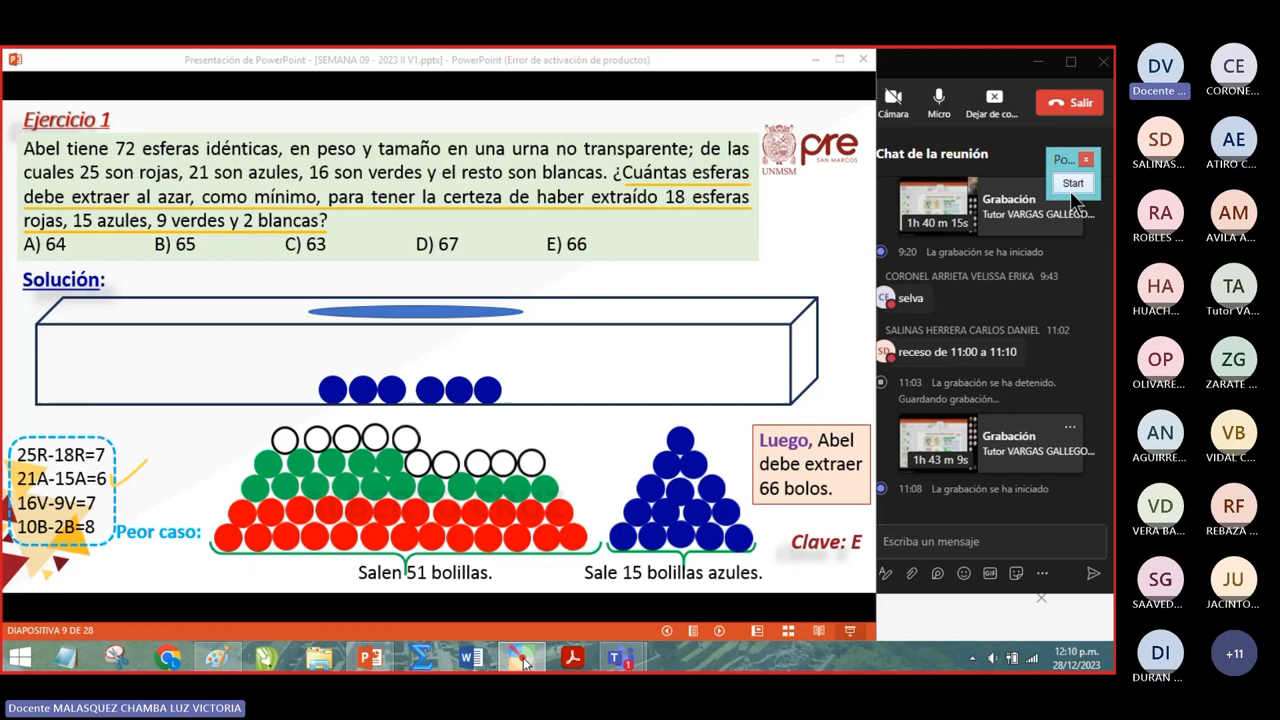 Presentación de PowerPoint - [SEMANA 09 - 2023 II V1.pptx] - PowerPoint (Error de activación de productos)
Ejercicio 1
Abel tiene 72 esferas idénticas, en peso y tamaño en una urna no transparente; de las
cuales 25 son rojas, 21 son azules, 16 son verdes y el resto son blancas. ¿Cuántas esferas
debe extraer al azar, como mínimo, para tener la certeza de haber extraído 18 esferas
rojas, 15 azules, 9 verdes y 2 blancas?
A) 64 B) 65 C) 63 D) 67 E) 66
UNMSM
pre
SAN MARCOS
Solución:
25R-18R=7
21A-15A=6
16V-9V=7
10B-2B=8
Peor caso:
Salen 51 bolillas.
Sale 15 bolillas azules.
Luego, Abel
debe extraer
66 bolos.
Clave: E
DIAPOSITIVA 9 DE 28
Cámara
Micro
Dejar de co...
Salir
Chat de la reunión
Po...
Start
Grabación
Tutor VARGAS GALLEGO...
1h 40 m 15s
9:20 La grabación se ha iniciado
CORONEL ARRIETA VELISSA ERIKA 9:43
CE
selva
SALINAS HERRERA CARLOS DANIEL 11:02
SD
receso de 11:00 a 11:10
11:03 La grabación se ha detenido.
Guardando grabación...
Grabación
Tutor VARGAS GALLEGO...
1h 43 m 9s
11:08 La grabación se ha iniciado
Escriba un mensaje
GIF
12:10 p.m.
28/12/2023
DV
Docente ...
CE
CORONE...
SD
SALINAS...
AE
ATIRO C...
RA
ROBLES ...
AM
AVILA A...
HA
HUACH...
TA
Tutor VA...
OP
OLIVARE...
ZG
ZARATE ...
AN
AGUIRRE...
VB
VIDAL C...
VD
VERA BA...
RF
REBAZA ...
SG
SAAVED...
JU
JACINTO...
DI
DURAN ...
+11
Docente MALASQUEZ CHAMBA LUZ VICTORIA